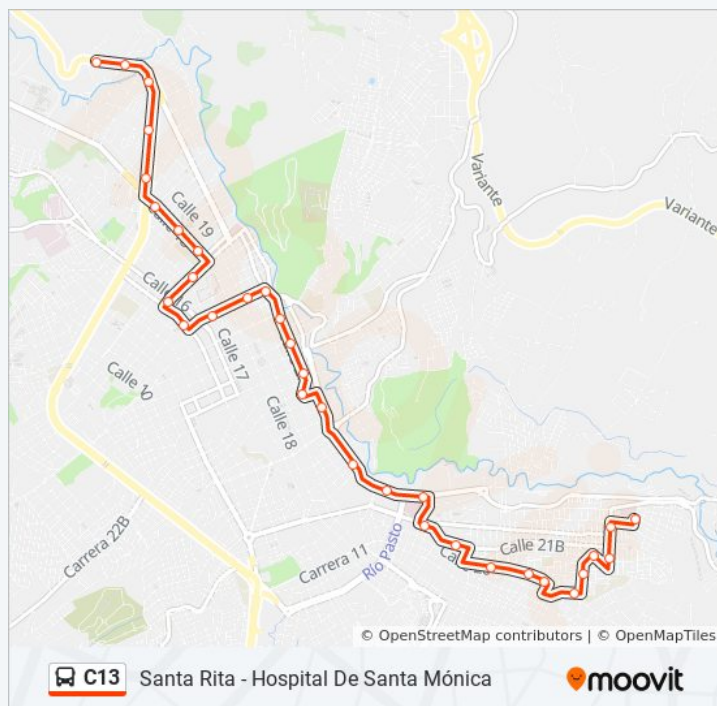 Variante
Variante
Calle 19
Calle 16
Calle 17
Calle 10
Calle 18
Carrera 22B
Carrera 11
Río Pasto
Calle 21B
© OpenStreetMap contributors | © OpenMapTiles
C13 Santa Rita - Hospital De Santa Mónica moovit